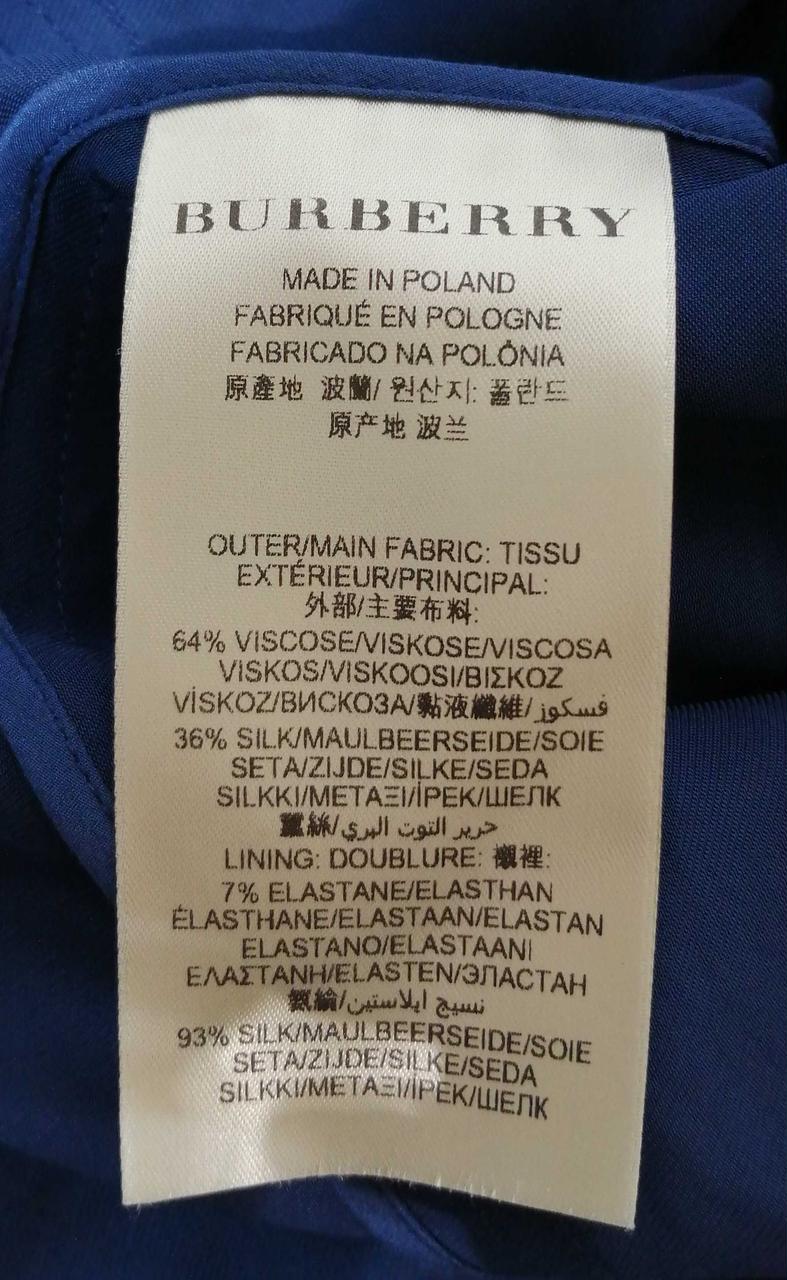 BURBERRY
MADE IN POLAND
FABRIQUÉ EN POLOGNE
FABRICADO NA POLÔNIA
原產地 波蘭/ 원산지: 폴란드
原产地 波兰
OUTER/MAIN FABRIC: TISSU
EXTÉRIEUR/PRINCIPAL:
外部/主要布料:
64% VISCOSE/VISKOSE/VISCOSA
VISKOS/VISKOOSI/ΒΙΣΚΟΖ
VİSKOZ/ВИСКОЗА/黏液纖維/فسكوز
36% SILK/MAULBEERSEIDE/SOIE
SETA/ZIJDE/SILKE/SEDA
SILKKI/ΜΕΤΑΞΙ/İPEK/ШЕЛК
蠶絲/حرير التوت البري
LINING: DOUBLURE: 襯裡:
7% ELASTANE/ELASTHAN
ÉLASTHANE/ELASTAAN/ELASTAN
ELASTANO/ELASTAANI
ΕΛΑΣΤΑΝΗ/ELASTEN/ЭЛАСТАН
氨綸/نسيج ايلاستين
93% SILK/MAULBEERSEIDE/SOIE
SETA/ZIJDE/SILKE/SEDA
SILKKI/ΜΕΤΑΞΙ/İPEK/ШЕЛК